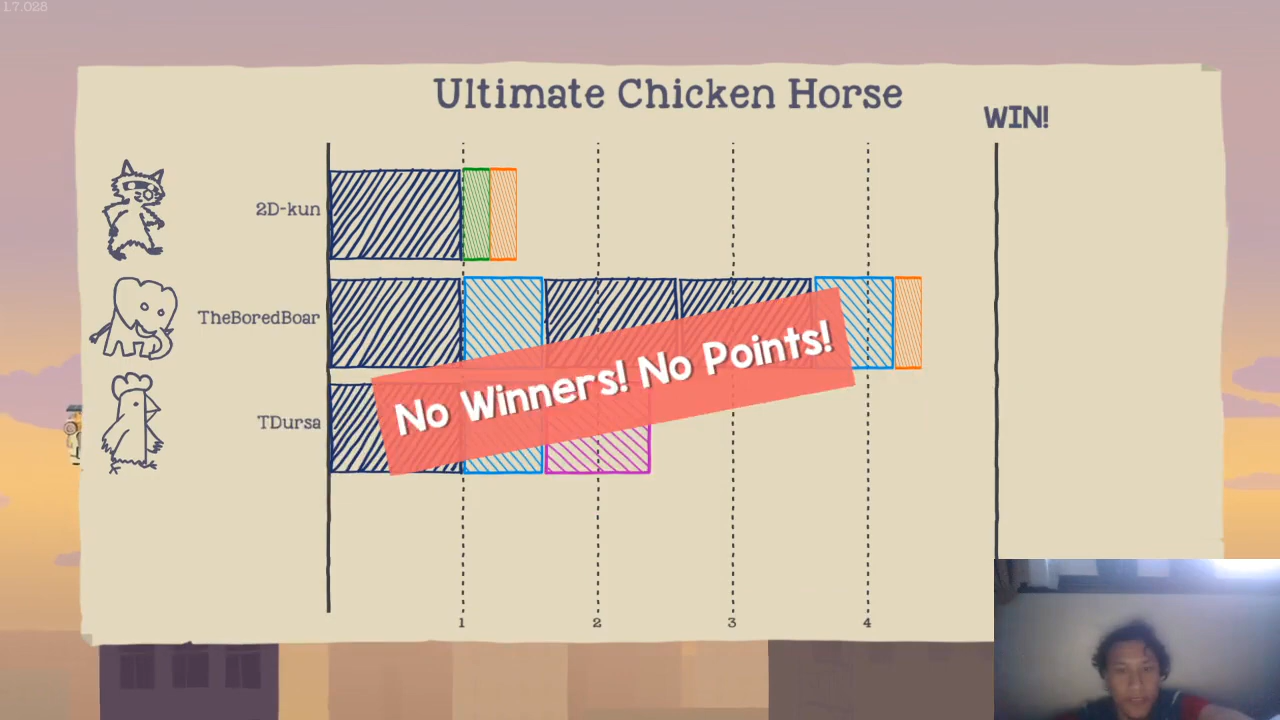 1.7.028
Ultimate Chicken Horse
WIN!
2D-kun
TheBoredBoar
TDursa
No Winners! No Points!
1 2 3 4